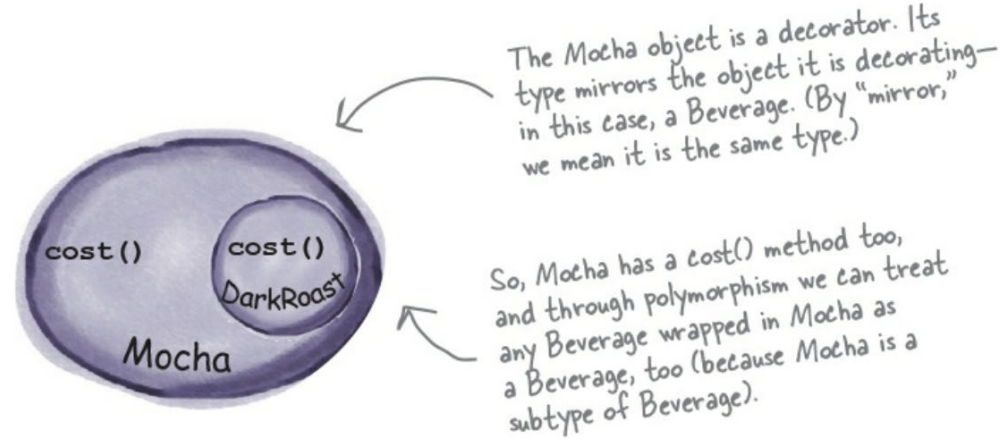 The Mocha object is a decorator. Its
type mirrors the object it is decorating—
in this case, a Beverage. (By “mirror,”
we mean it is the same type.)
cost()
cost()
DarkRoast
Mocha
So, Mocha has a cost() method too,
and through polymorphism we can treat
any Beverage wrapped in Mocha as
a Beverage, too (because Mocha is a
subtype of Beverage).